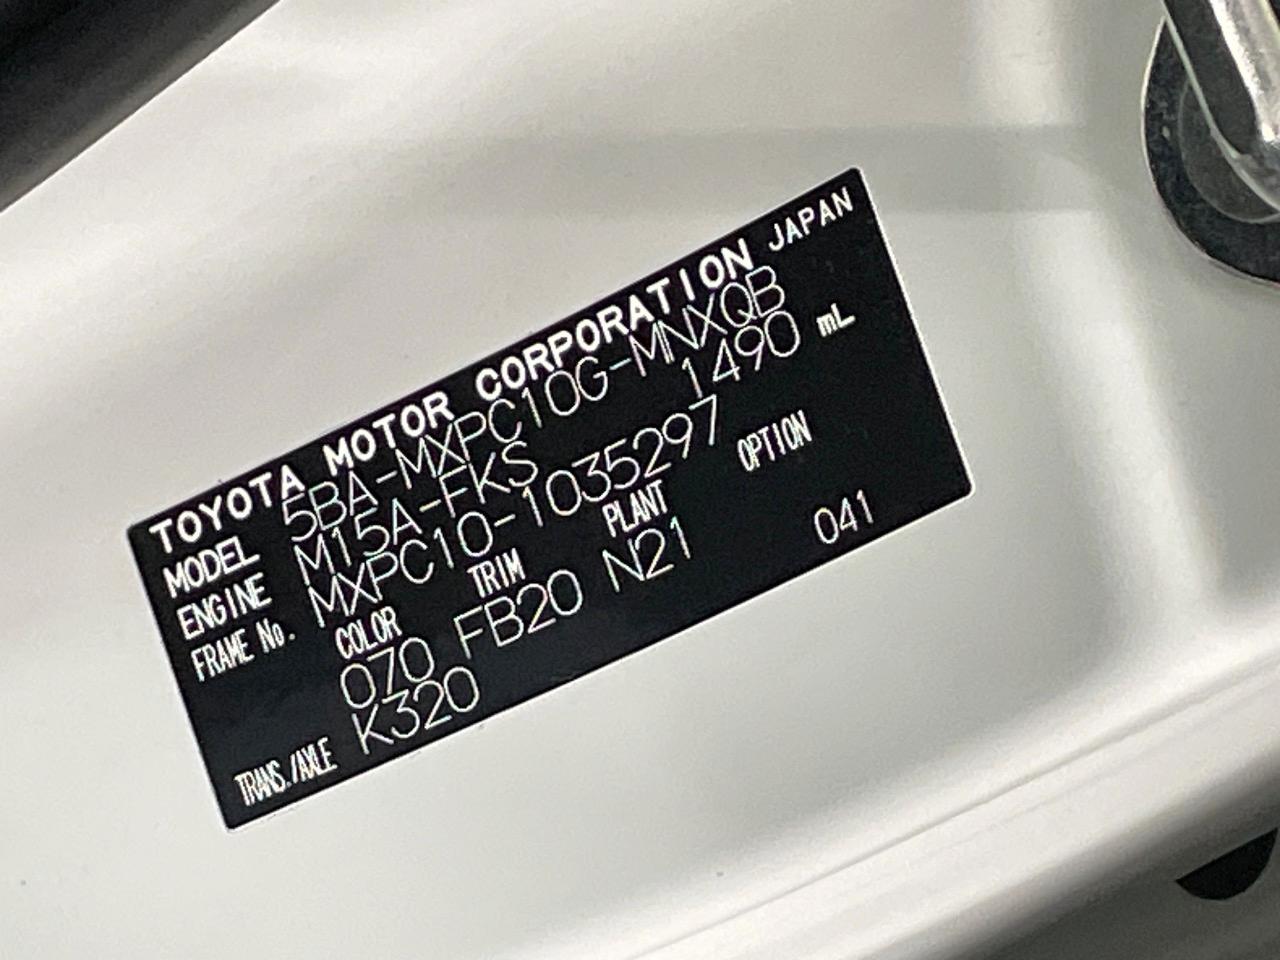 TOYOTA MOTOR CORPORATION JAPAN
MODEL 5BA-MXPC10G-MNXQB
ENGINE M15A-FKS 1490 mL
FRAME No. MXPC10-1035297
COLOR TRIM PLANT OPTION
070 FB20 N21 041
TRANS./AXLE K320